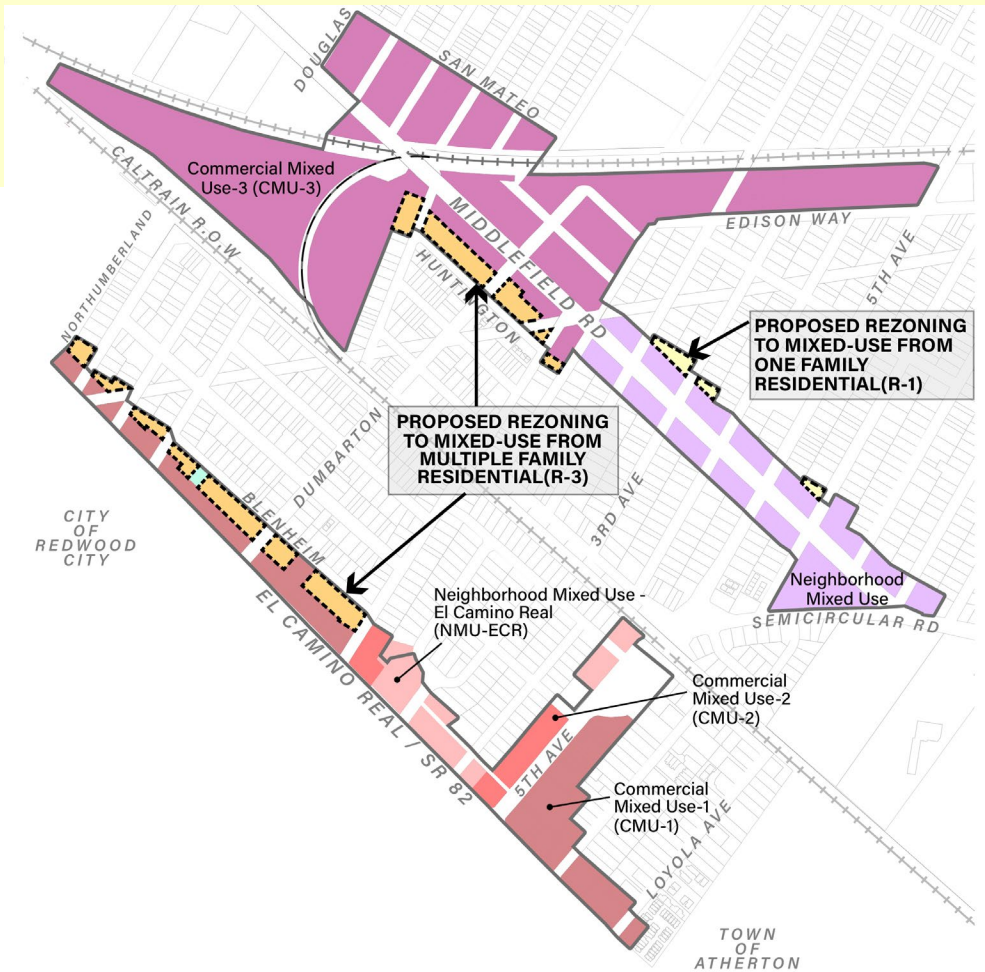 DOUGLAS
SAN MATEO
CALTRAIN R.O.W
Commercial Mixed
Use-3 (CMU-3)
MIDDLEFIELD RD
EDISON WAY
NORTHUMBERLAND
HUNTINGTON
5TH AVE
PROPOSED REZONING
TO MIXED-USE FROM
ONE FAMILY
RESIDENTIAL(R-1)
PROPOSED REZONING
TO MIXED-USE FROM
MULTIPLE FAMILY
RESIDENTIAL(R-3)
DUMBARTON
BLENHEIM
3RD AVE
CITY
OF
REDWOOD
CITY
Neighborhood
Mixed Use
SEMICIRCULAR RD
Neighborhood Mixed Use -
El Camino Real
(NMU-ECR)
EL CAMINO REAL / SR 82
Commercial
Mixed Use-2
(CMU-2)
5TH AVE
Commercial
Mixed Use-1
(CMU-1)
LOYOLA AVE
TOWN
OF
ATHERTON